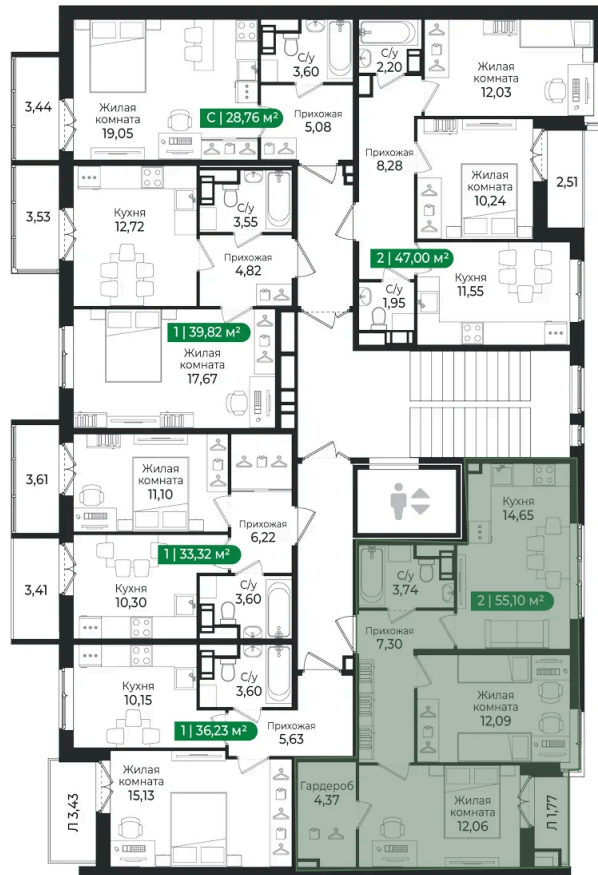 3,44
Жилая
комната
19,05
С | 28,76 м²
С/у
3,60
Прихожая
5,08
С/у
2,20
Жилая
комната
12,03
Прихожая
8,28
Жилая
комната
10,24
2,51
3,53
Кухня
12,72
С/у
3,55
Прихожая
4,82
2 | 47,00 м²
С/у
1,95
Кухня
11,55
1 | 39,82 м²
Жилая
комната
17,67
3,61
Жилая
комната
11,10
Прихожая
6,22
1 | 33,32 м²
3,41
Кухня
10,30
С/у
3,60
Кухня
14,65
С/у
3,74
2 | 55,10 м²
Прихожая
7,30
Кухня
10,15
С/у
3,60
1 | 36,23 м²
Прихожая
5,63
Жилая
комната
12,09
Л 3,43
Жилая
комната
15,13
Гардероб
4,37
Жилая
комната
12,06
Л 1,77